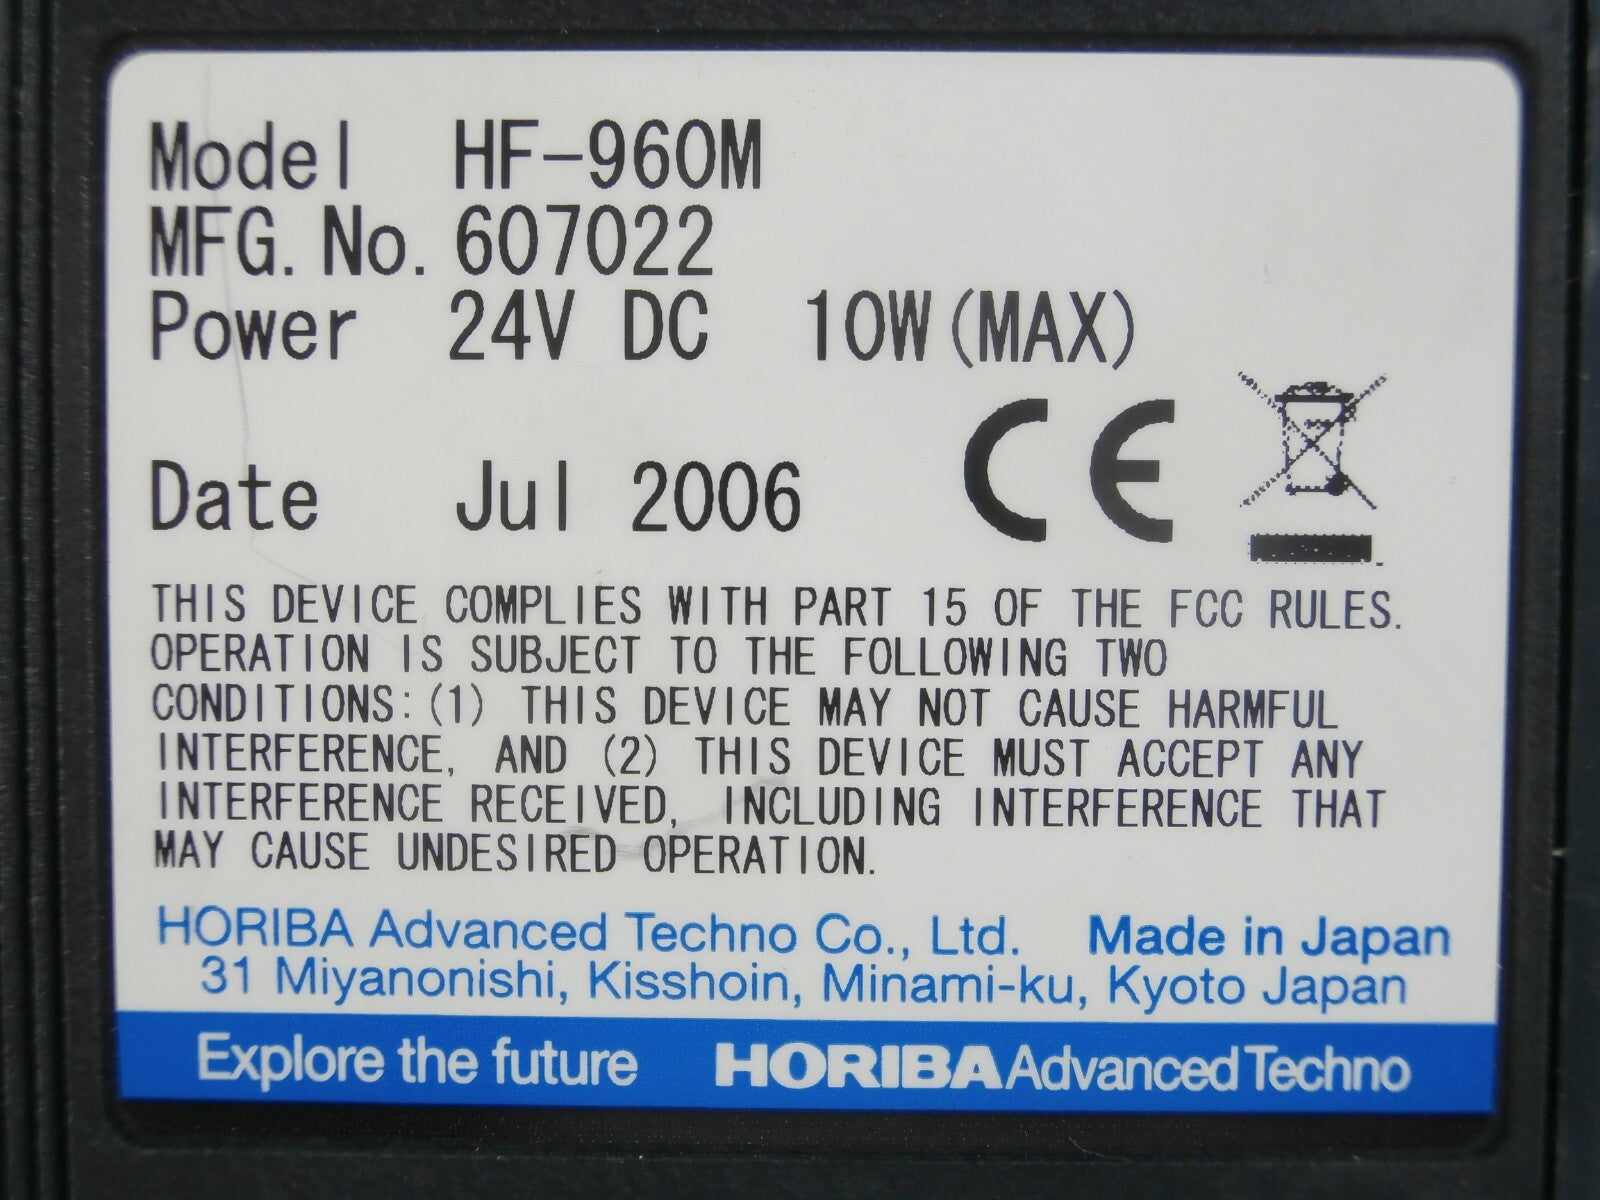 Model HF-960M
MFG. No. 607022
Power 24V DC 10W(MAX)
Date Jul 2006
CE
THIS DEVICE COMPLIES WITH PART 15 OF THE FCC RULES.
OPERATION IS SUBJECT TO THE FOLLOWING TWO
CONDITIONS:(1) THIS DEVICE MAY NOT CAUSE HARMFUL
INTERFERENCE, AND (2) THIS DEVICE MUST ACCEPT ANY
INTERFERENCE RECEIVED, INCLUDING INTERFERENCE THAT
MAY CAUSE UNDESIRED OPERATION.
HORIBA Advanced Techno Co., Ltd. Made in Japan
31 Miyanonishi, Kisshoin, Minami-ku, Kyoto Japan
Explore the future HORIBA Advanced Techno